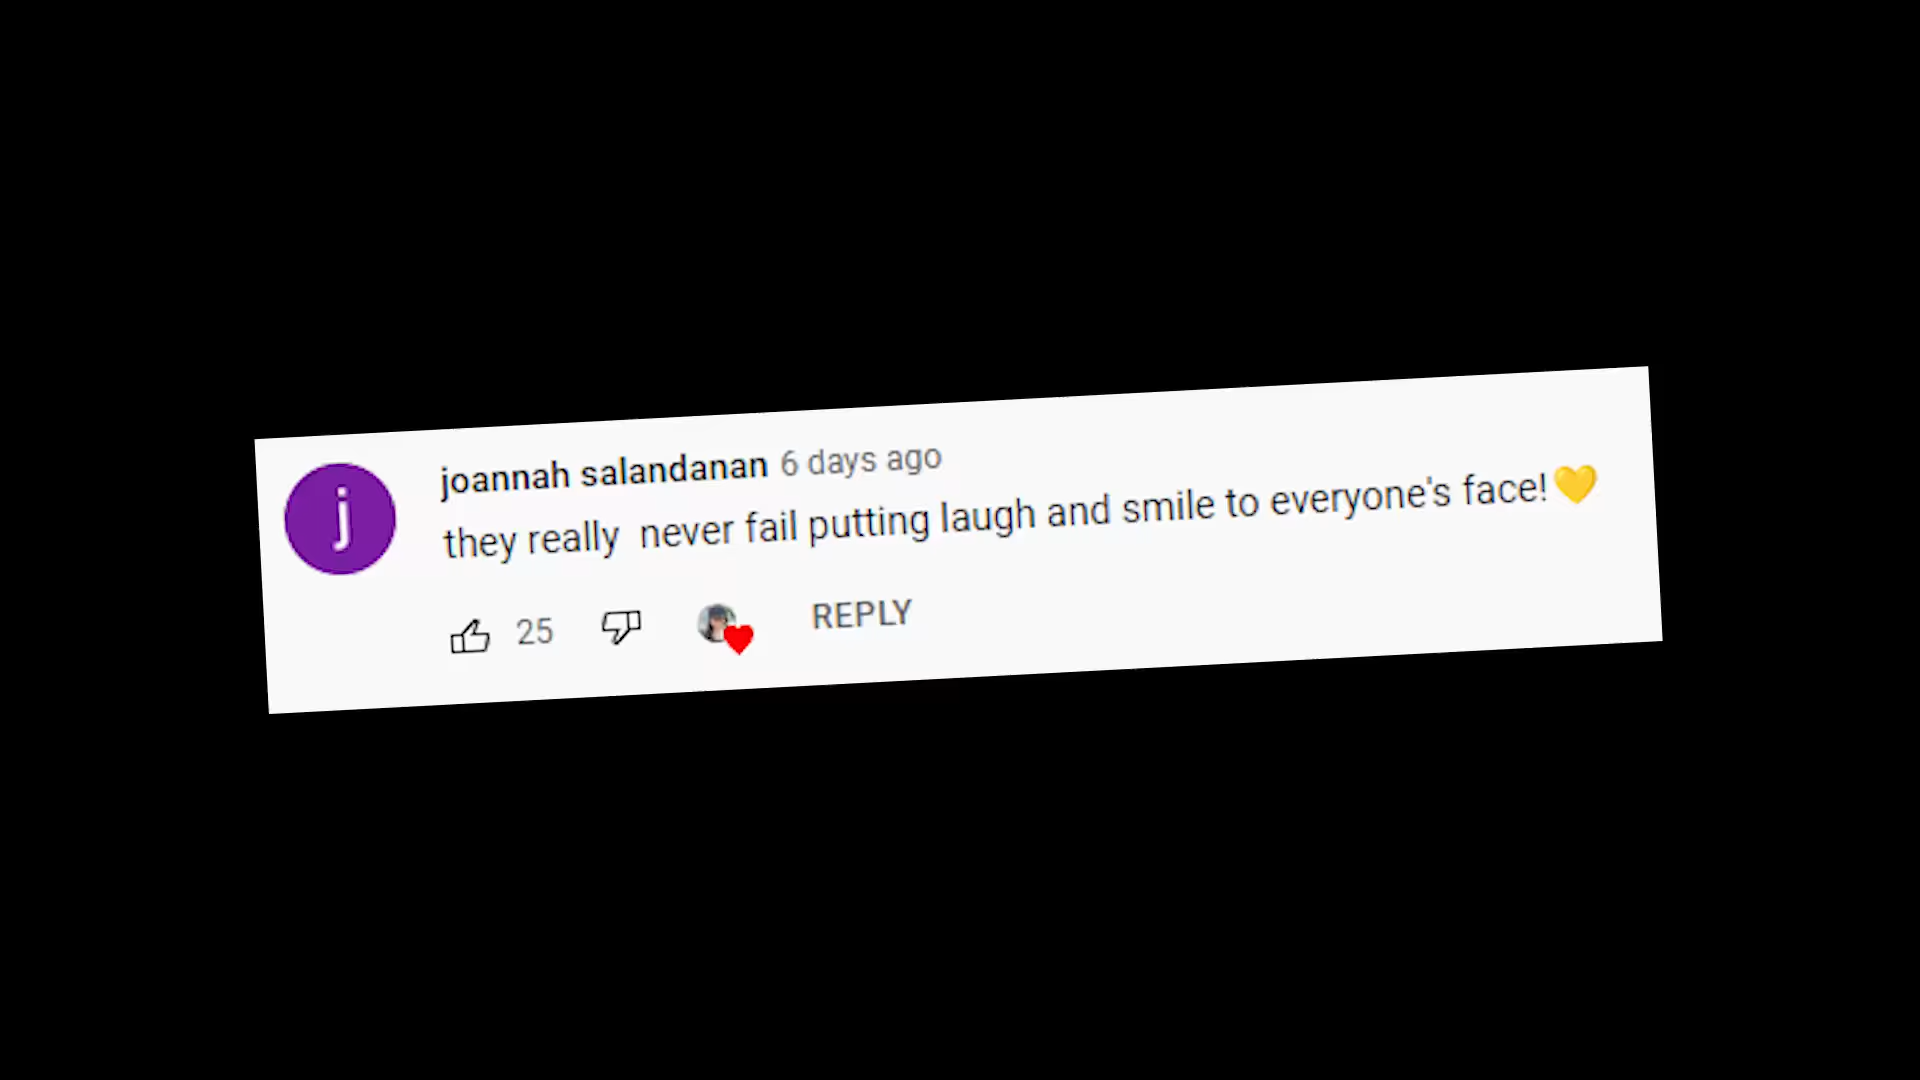 j
joannah salandanan 6 days ago
they really  never fail putting laugh and smile to everyone's face!💛
25 REPLY